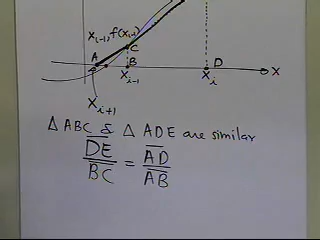 x_{i-1}, f(x_{i-1})
A C B D X
x_{i-1} x_i
x_{i+1}
△ ABC & △ ADE are similar
DE/BC = AD/AB